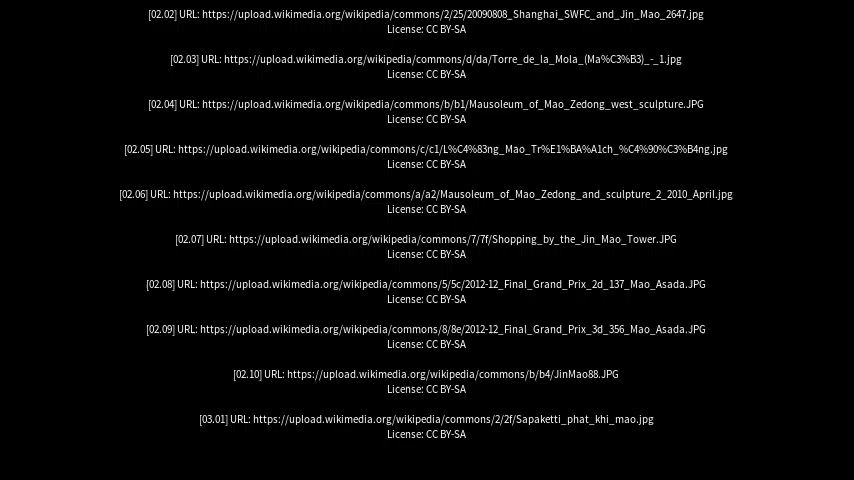 [02.02] URL: https://upload.wikimedia.org/wikipedia/commons/2/25/20090808_Shanghai_SWFC_and_Jin_Mao_2647.jpg
License: CC BY-SA
[02.03] URL: https://upload.wikimedia.org/wikipedia/commons/d/da/Torre_de_la_Mola_(Ma%C3%B3)_-_1.jpg
License: CC BY-SA
[02.04] URL: https://upload.wikimedia.org/wikipedia/commons/b/b1/Mausoleum_of_Mao_Zedong_west_sculpture.JPG
License: CC BY-SA
[02.05] URL: https://upload.wikimedia.org/wikipedia/commons/c/c1/L%C4%83ng_Mao_Tr%E1%BA%A1ch_%C4%90%C3%B4ng.jpg
License: CC BY-SA
[02.06] URL: https://upload.wikimedia.org/wikipedia/commons/a/a2/Mausoleum_of_Mao_Zedong_and_sculpture_2_2010_April.jpg
License: CC BY-SA
[02.07] URL: https://upload.wikimedia.org/wikipedia/commons/7/7f/Shopping_by_the_Jin_Mao_Tower.JPG
License: CC BY-SA
[02.08] URL: https://upload.wikimedia.org/wikipedia/commons/5/5c/2012-12_Final_Grand_Prix_2d_137_Mao_Asada.JPG
License: CC BY-SA
[02.09] URL: https://upload.wikimedia.org/wikipedia/commons/8/8e/2012-12_Final_Grand_Prix_3d_356_Mao_Asada.JPG
License: CC BY-SA
[02.10] URL: https://upload.wikimedia.org/wikipedia/commons/b/b4/JinMao88.JPG
License: CC BY-SA
[03.01] URL: https://upload.wikimedia.org/wikipedia/commons/2/2f/Sapaketti_phat_khi_mao.jpg
License: CC BY-SA